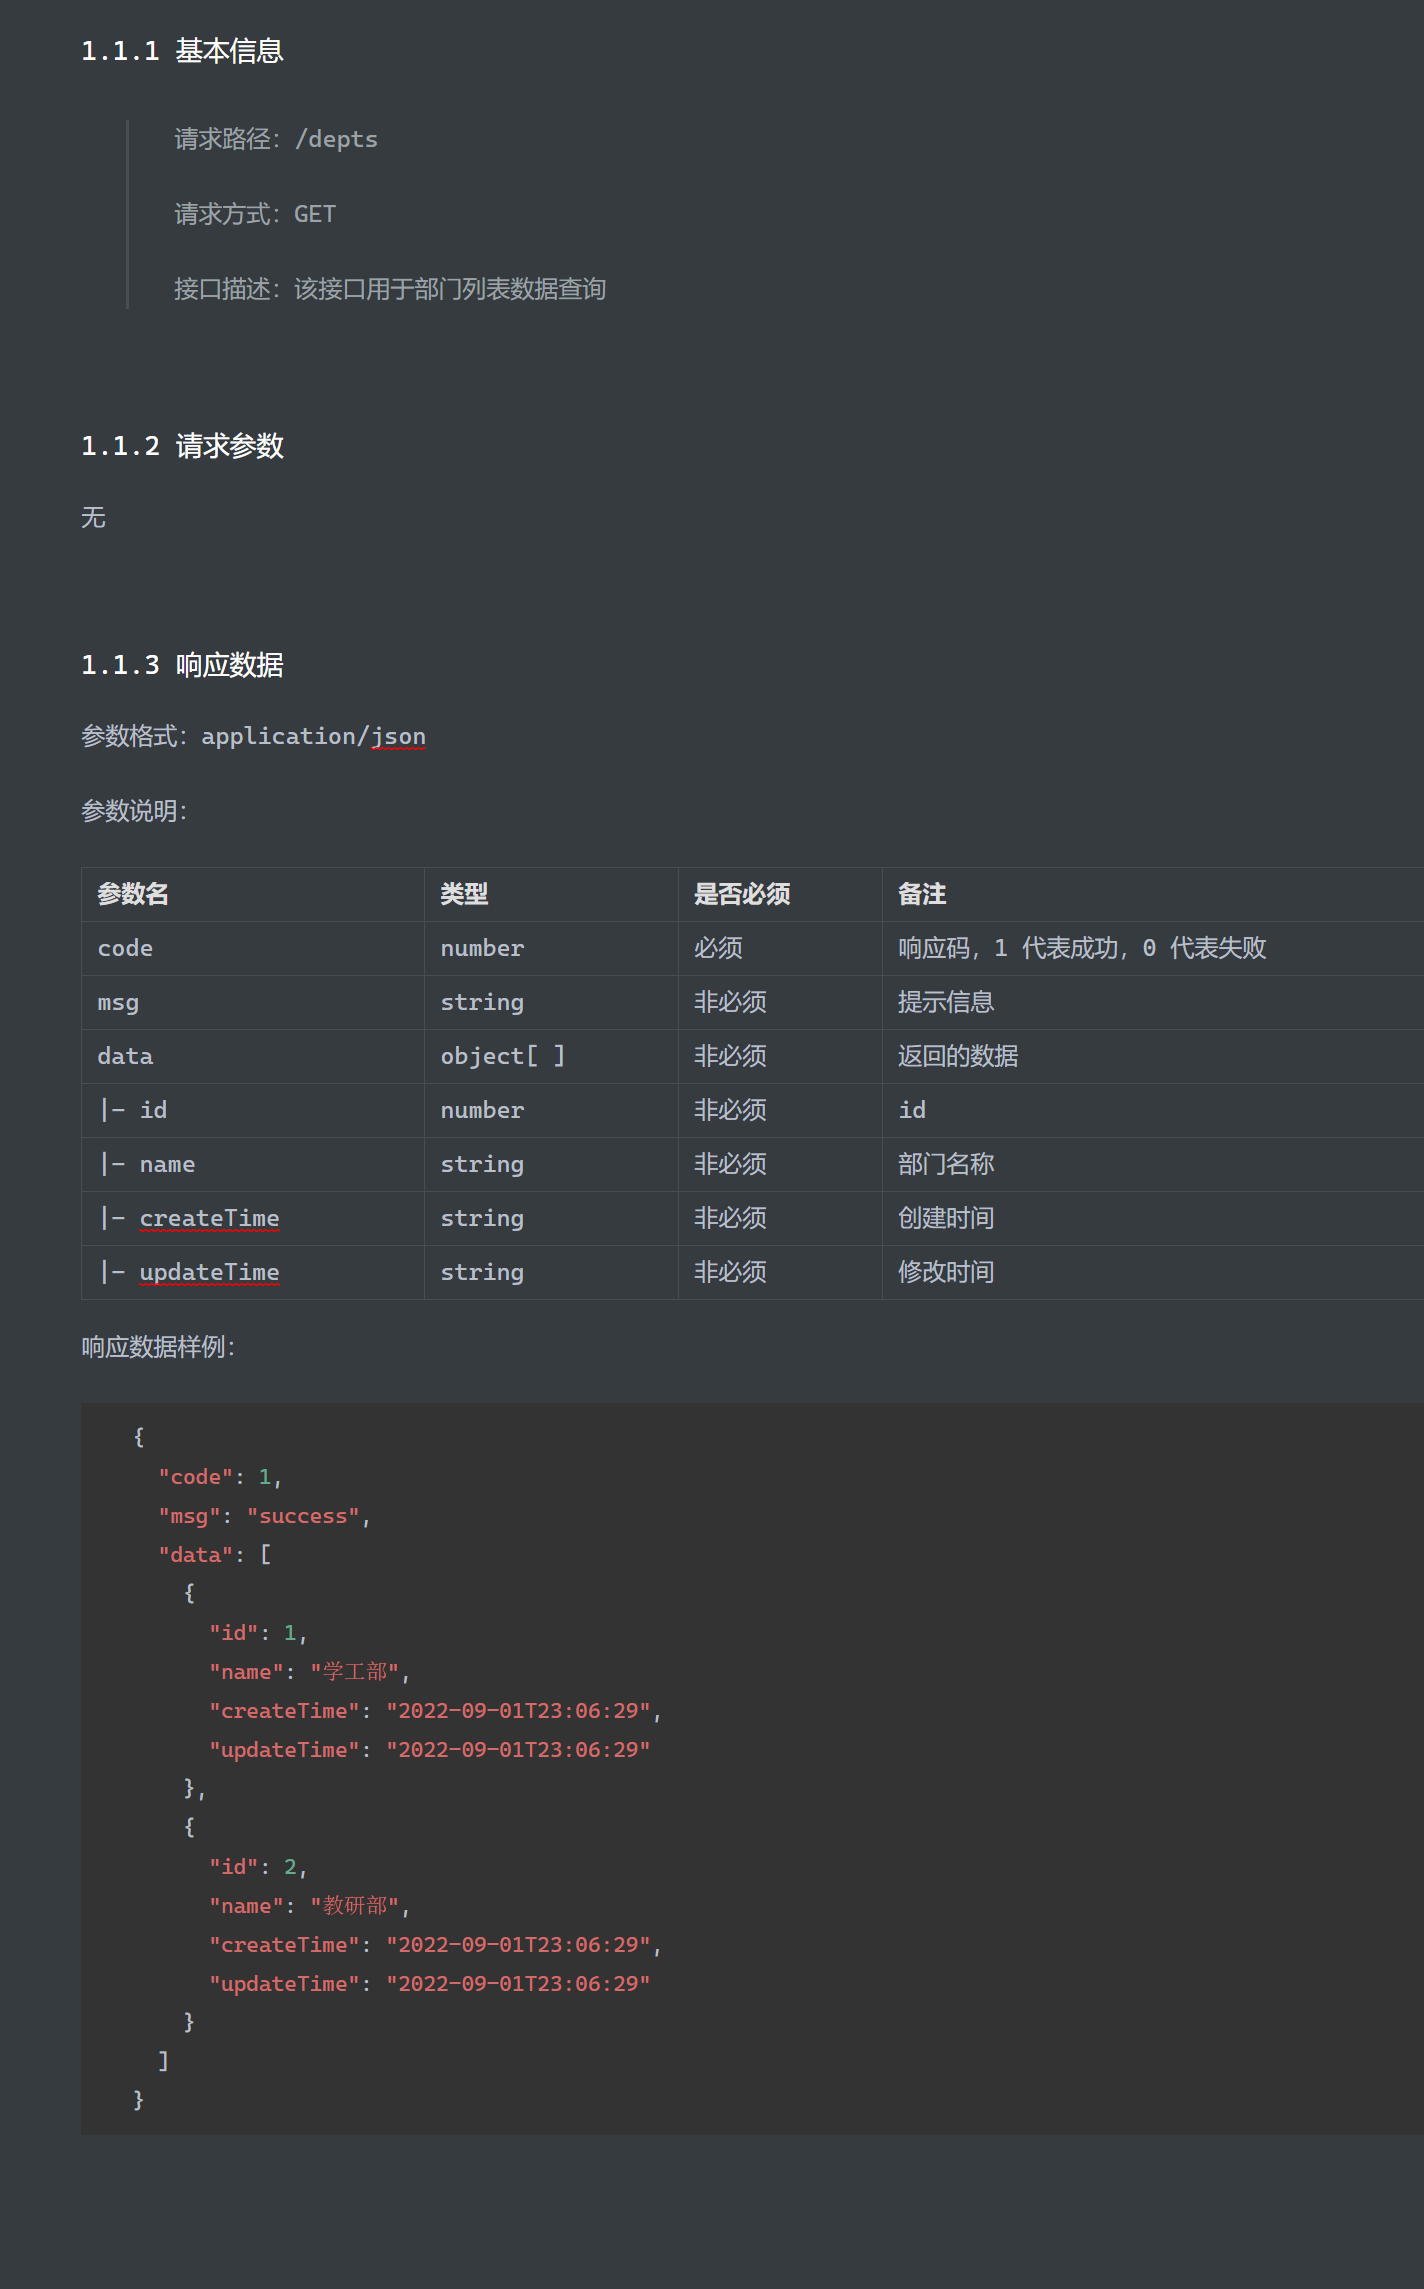 1.1.1 基本信息
请求路径：/depts
请求方式：GET
接口描述：该接口用于部门列表数据查询
1.1.2 请求参数
无
1.1.3 响应数据
参数格式：application/json
参数说明：
参数名 类型 是否必须 备注
code number 必须 响应码，1 代表成功，0 代表失败
msg string 非必须 提示信息
data object[ ] 非必须 返回的数据
|- id number 非必须 id
|- name string 非必须 部门名称
|- createTime string 非必须 创建时间
|- updateTime string 非必须 修改时间
响应数据样例：
{
"code": 1,
"msg": "success",
"data": [
{
"id": 1,
"name": "学工部",
"createTime": "2022-09-01T23:06:29",
"updateTime": "2022-09-01T23:06:29"
},
{
"id": 2,
"name": "教研部",
"createTime": "2022-09-01T23:06:29",
"updateTime": "2022-09-01T23:06:29"
}
]
}